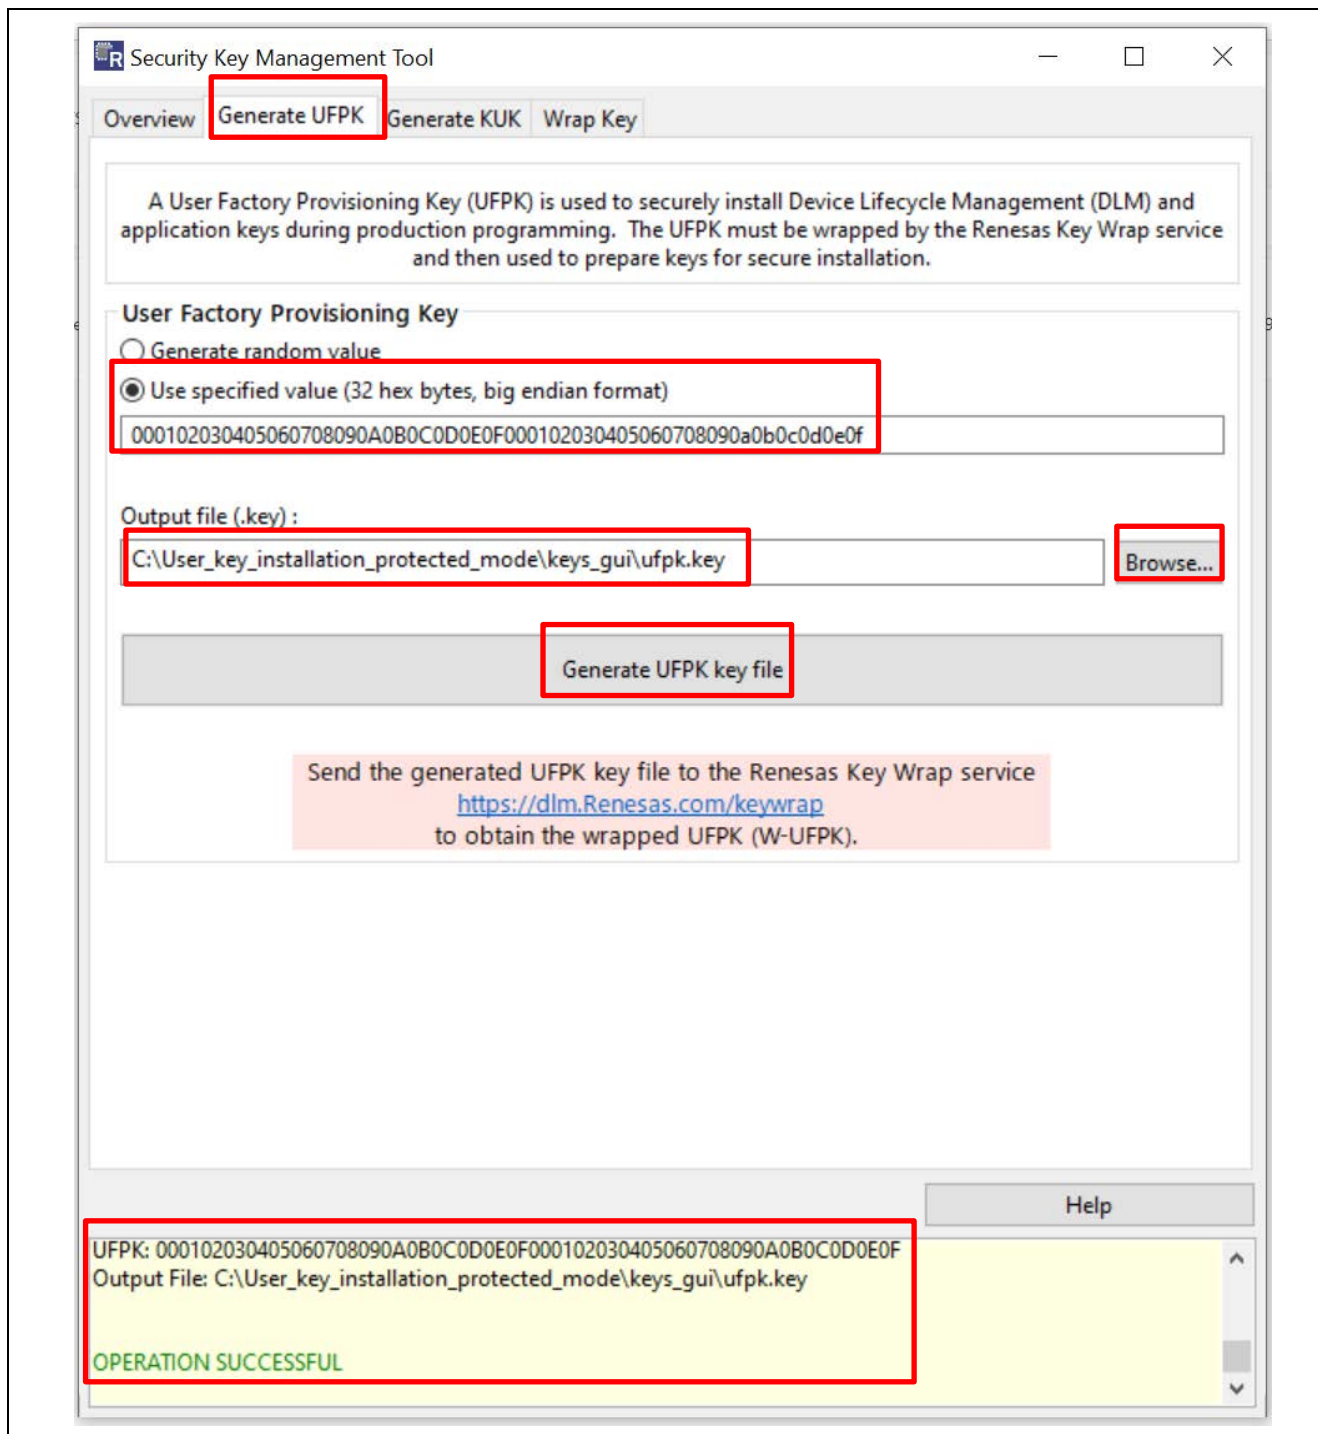 R Security Key Management Tool
Overview Generate UFPK Generate KUK Wrap Key
A User Factory Provisioning Key (UFPK) is used to securely install Device Lifecycle Management (DLM) and
application keys during production programming. The UFPK must be wrapped by the Renesas Key Wrap service
and then used to prepare keys for secure installation.
User Factory Provisioning Key
Generate random value
Use specified value (32 hex bytes, big endian format)
000102030405060708090A0B0C0D0E0F000102030405060708090a0b0c0d0e0f
Output file (.key) :
C:\User_key_installation_protected_mode\keys_gui\ufpk.key
Browse...
Generate UFPK key file
Send the generated UFPK key file to the Renesas Key Wrap service
https://dlm.Renesas.com/keywrap
to obtain the wrapped UFPK (W-UFPK).
Help
UFPK: 000102030405060708090A0B0C0D0E0F000102030405060708090A0B0C0D0E0F
Output File: C:\User_key_installation_protected_mode\keys_gui\ufpk.key
OPERATION SUCCESSFUL